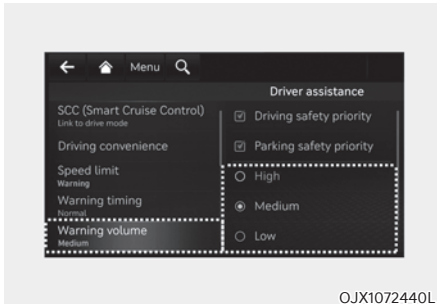 Menu
Driver assistance
SCC (Smart Cruise Control)
Link to drive mode
Driving convenience
Speed limit
Warning
Warning timing
Normal
Warning volume
Medium
Driving safety priority
Parking safety priority
High
Medium
Low
OJX1072440L